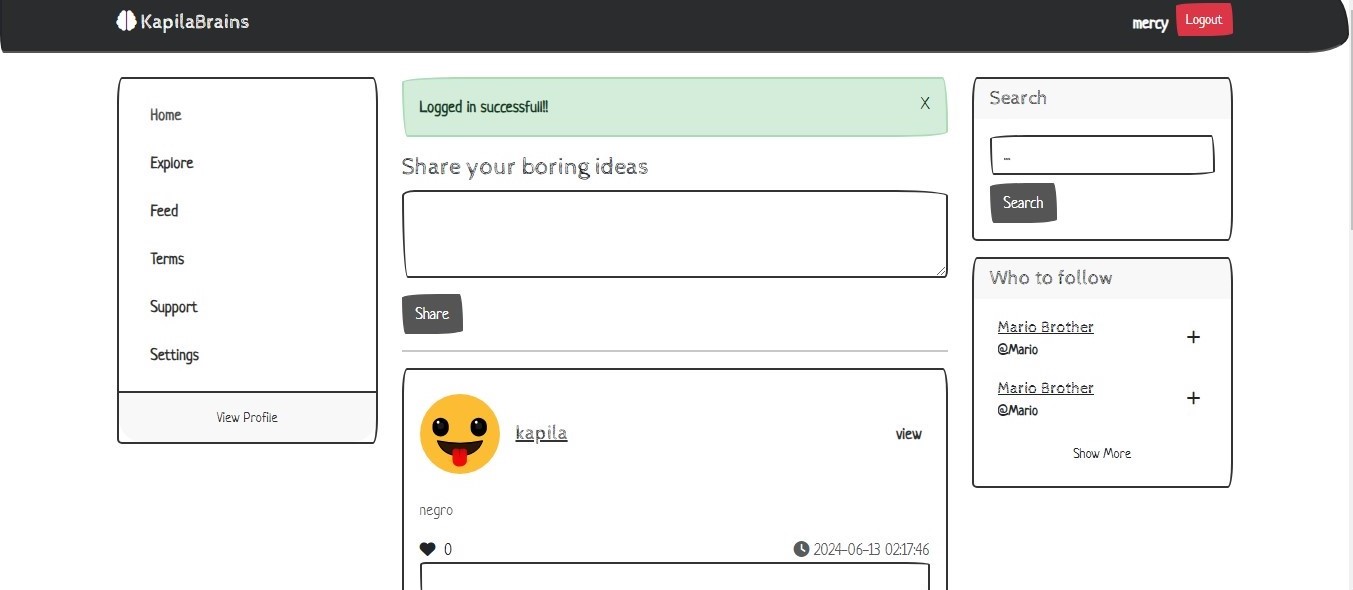 KapilaBrains
mercy
Logout
Home
Explore
Feed
Terms
Support
Settings
View Profile
Logged in successfull!!
X
Share your boring ideas
Share
kapila
view
negro
0
2024-06-13 02:17:46
Search
...
Search
Who to follow
Mario Brother
@Mario
+
Mario Brother
@Mario
+
Show More